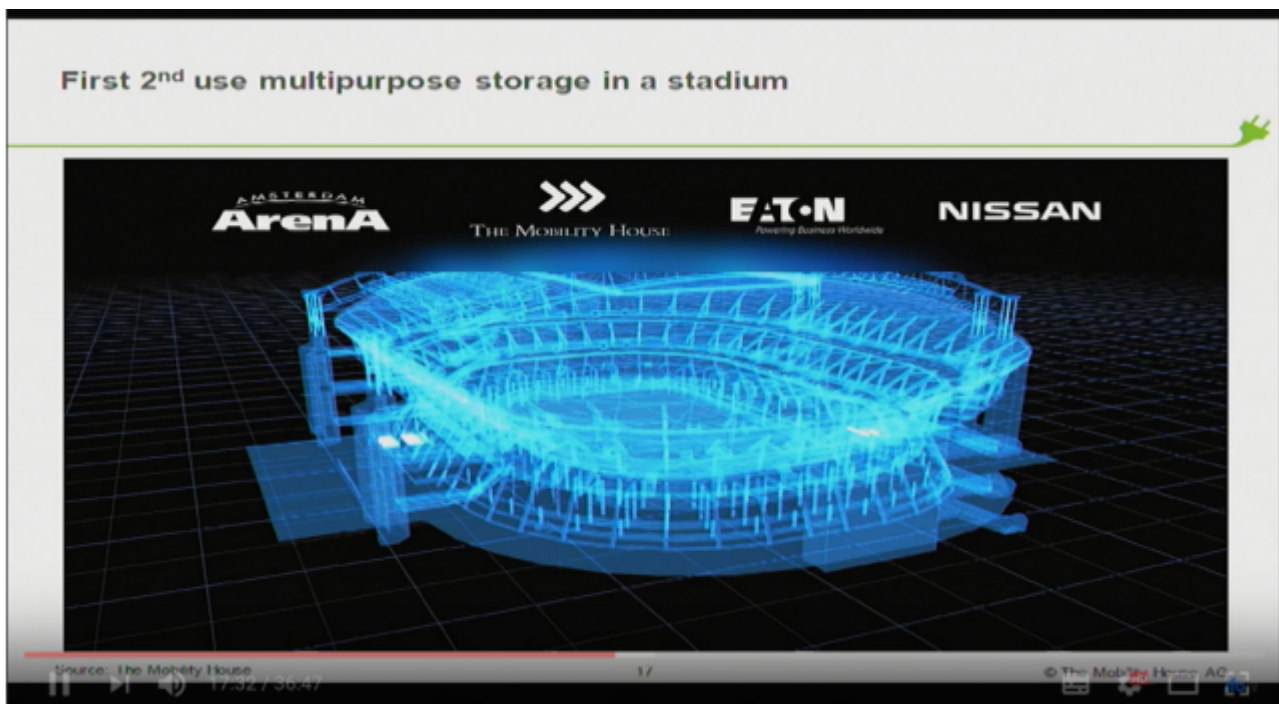 First 2nd use multipurpose storage in a stadium
AMSTERDAM
ArenA
THE MOBILITY HOUSE
EATON
Powering Business Worldwide
NISSAN
Source: The Mobility House
17
© The Mobility House AG
17:32 / 36:47